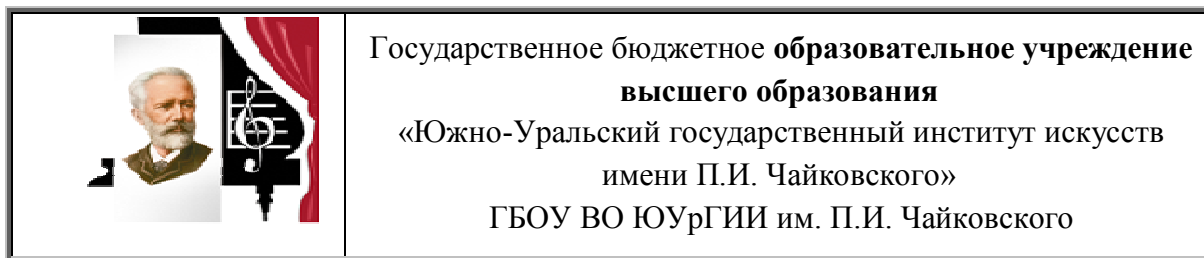 Государственное бюджетное образовательное учреждение
высшего образования
«Южно-Уральский государственный институт искусств
имени П.И. Чайковского»
ГБОУ ВО ЮУрГИИ им. П.И. Чайковского